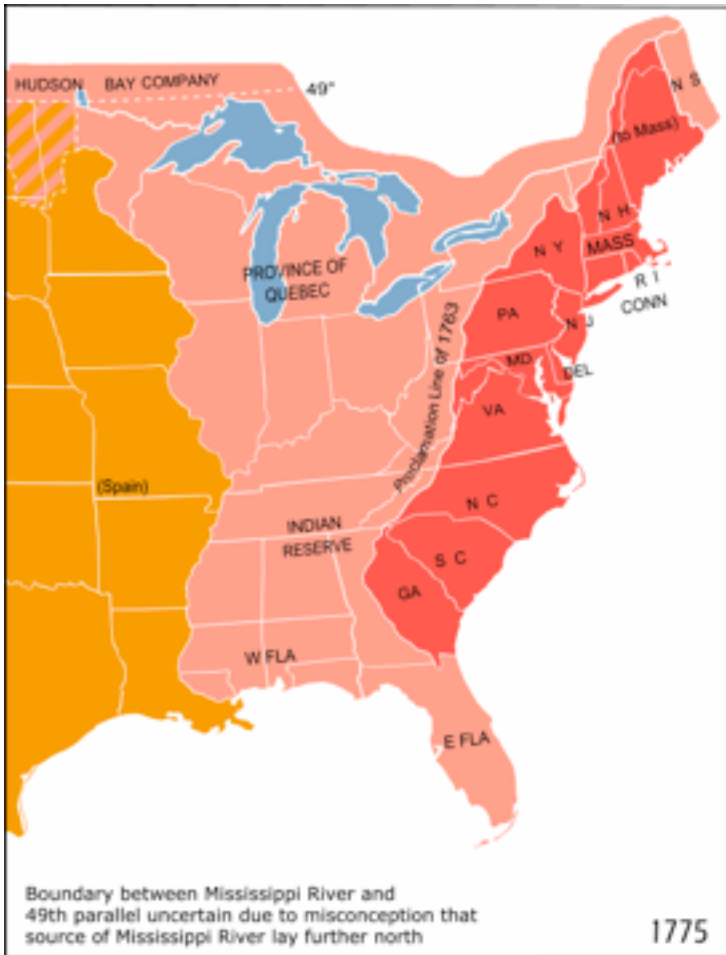 HUDSON BAY COMPANY
49°
N S
(to Mass)
N H
N Y
MASS
R I
CONN
PROVINCE OF
QUEBEC
PA
N J
Proclamation Line of 1763
MD
DEL
VA
(Spain)
N C
INDIAN
RESERVE
S C
GA
W FLA
E FLA
Boundary between Mississippi River and
49th parallel uncertain due to misconception that
source of Mississippi River lay further north
1775